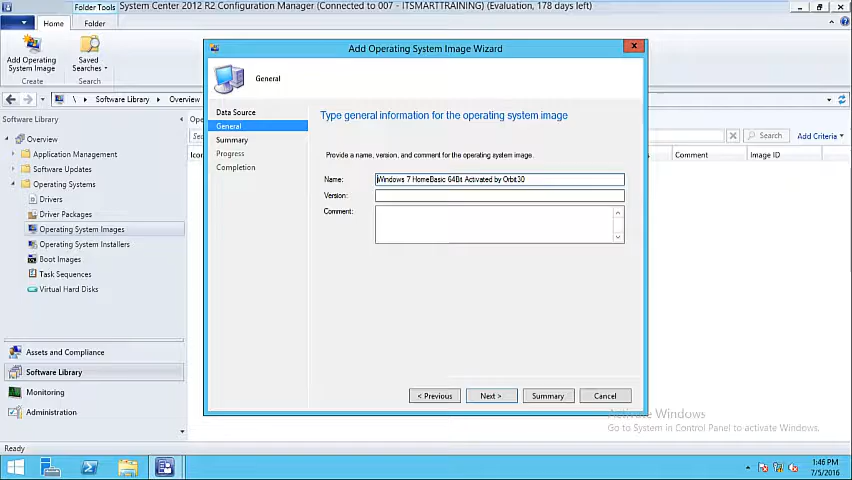 Folder Tools System Center 2012 R2 Configuration Manager (Connected to 007 - ITSMARTTRAINING) (Evaluation, 178 days left)
Home Folder
Add Operating System Image
Saved Searches
Create Search
\ Software Library Overview
Software Library
Overview
Application Management
Software Updates
Operating Systems
Drivers
Driver Packages
Operating System Images
Operating System Installers
Boot Images
Task Sequences
Virtual Hard Disks
Assets and Compliance
Software Library
Monitoring
Administration
Ready
Search Add Criteria
Comment Image ID
Add Operating System Image Wizard
General
Data Source
General
Summary
Progress
Completion
Type general information for the operating system image
Provide a name, version, and comment for the operating system image.
Name: Windows 7 HomeBasic 64Bit Activated by Orbit30
Version:
Comment:
< Previous Next > Summary Cancel
Activate Windows
Go to System in Control Panel to activate Windows.
1:46 PM
7/5/2016